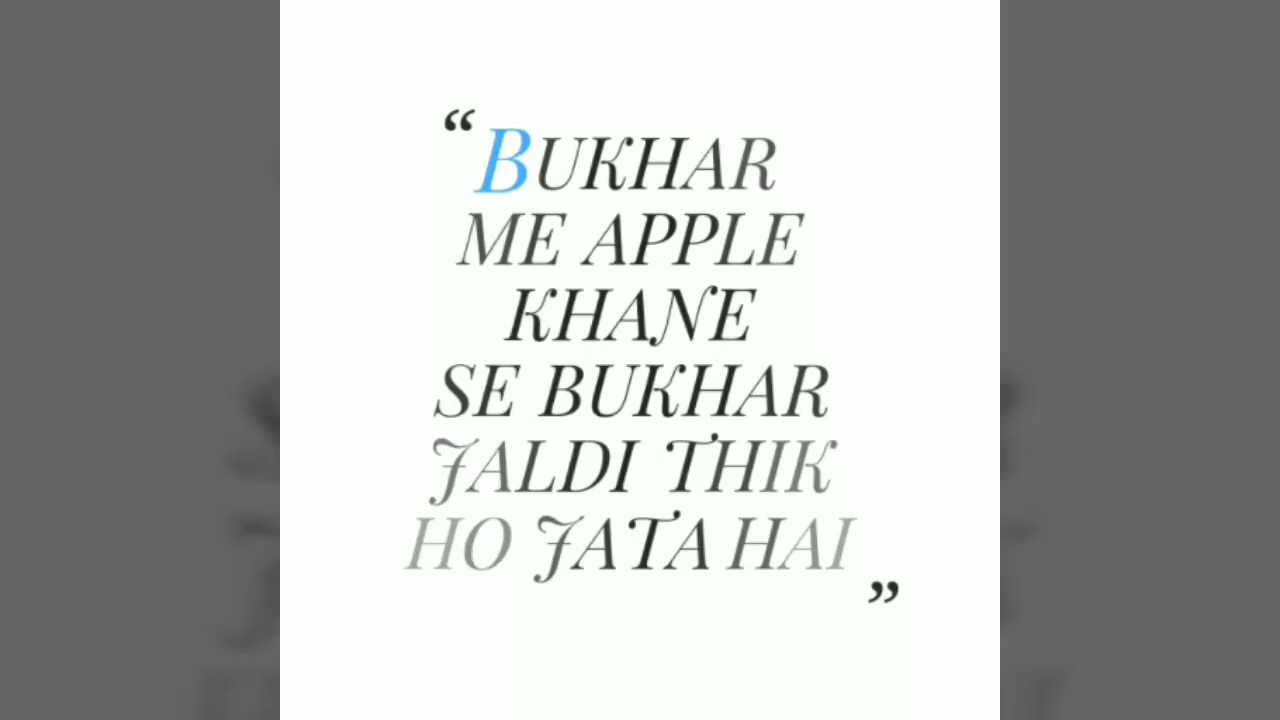 “BUKHAR
ME APPLE
KHANE
SE BUKHAR
JALDI THIK
HO JATA HAI
”